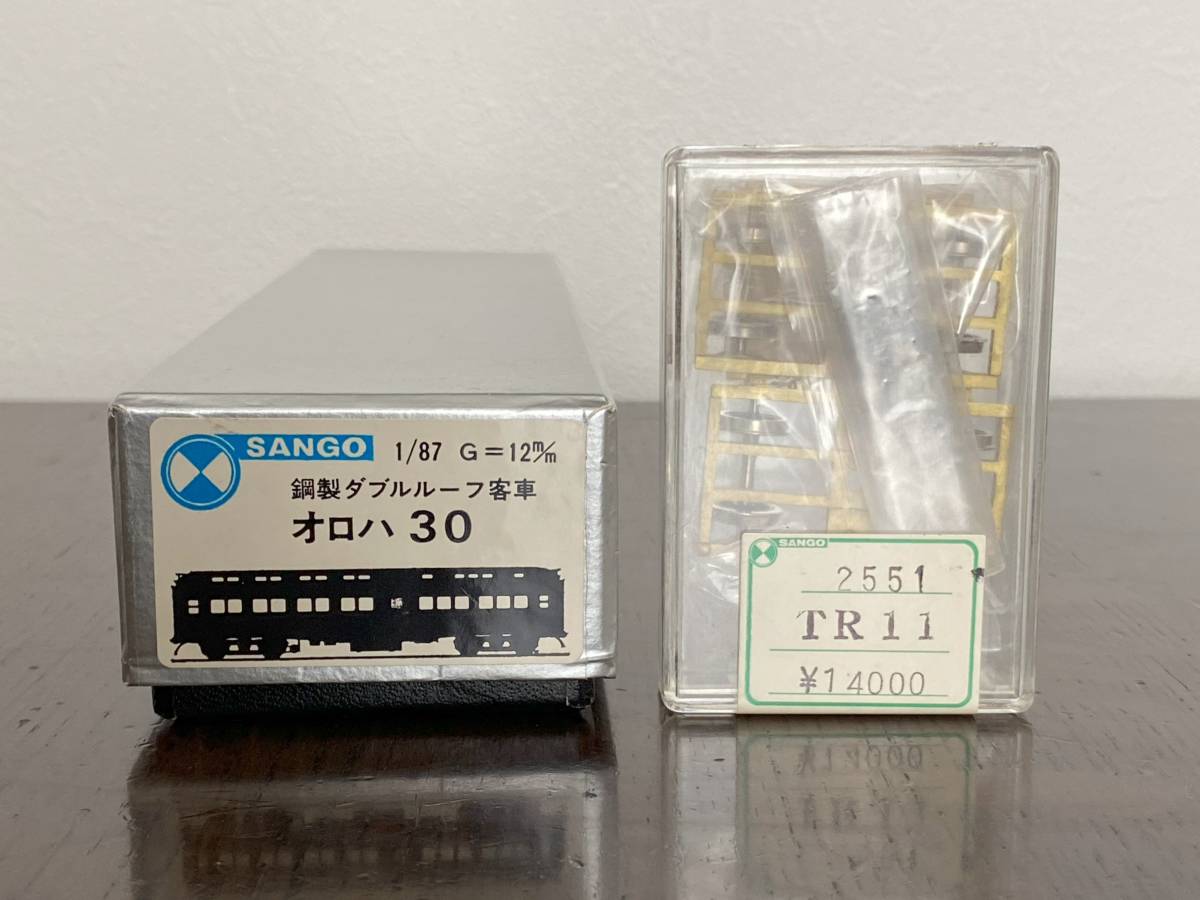 SANGO 1/87 G=12m/m
鋼製ダブルルーフ客車
オロハ 30
SANGO
2551
TR11
¥14000